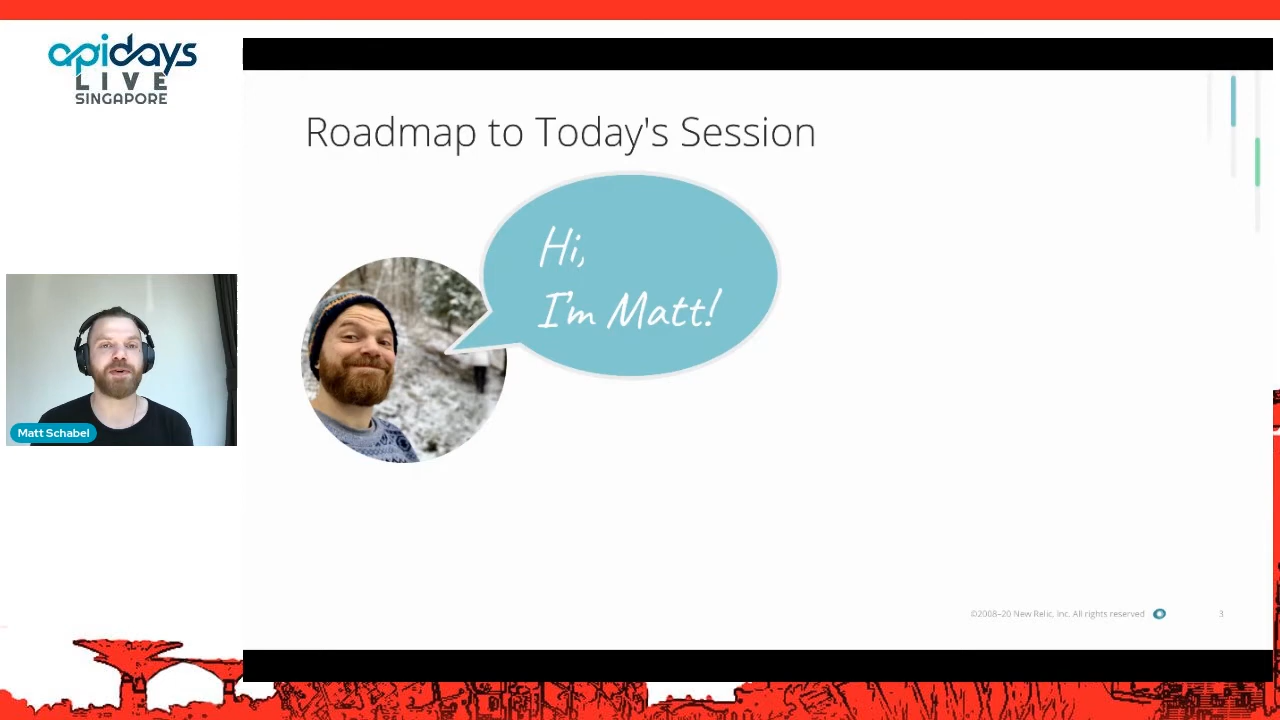 apidays
LIVE
SINGAPORE
Roadmap to Today's Session
Hi,
I'm Matt!
Matt Schabel
©2008–20 New Relic, Inc. All rights reserved
3